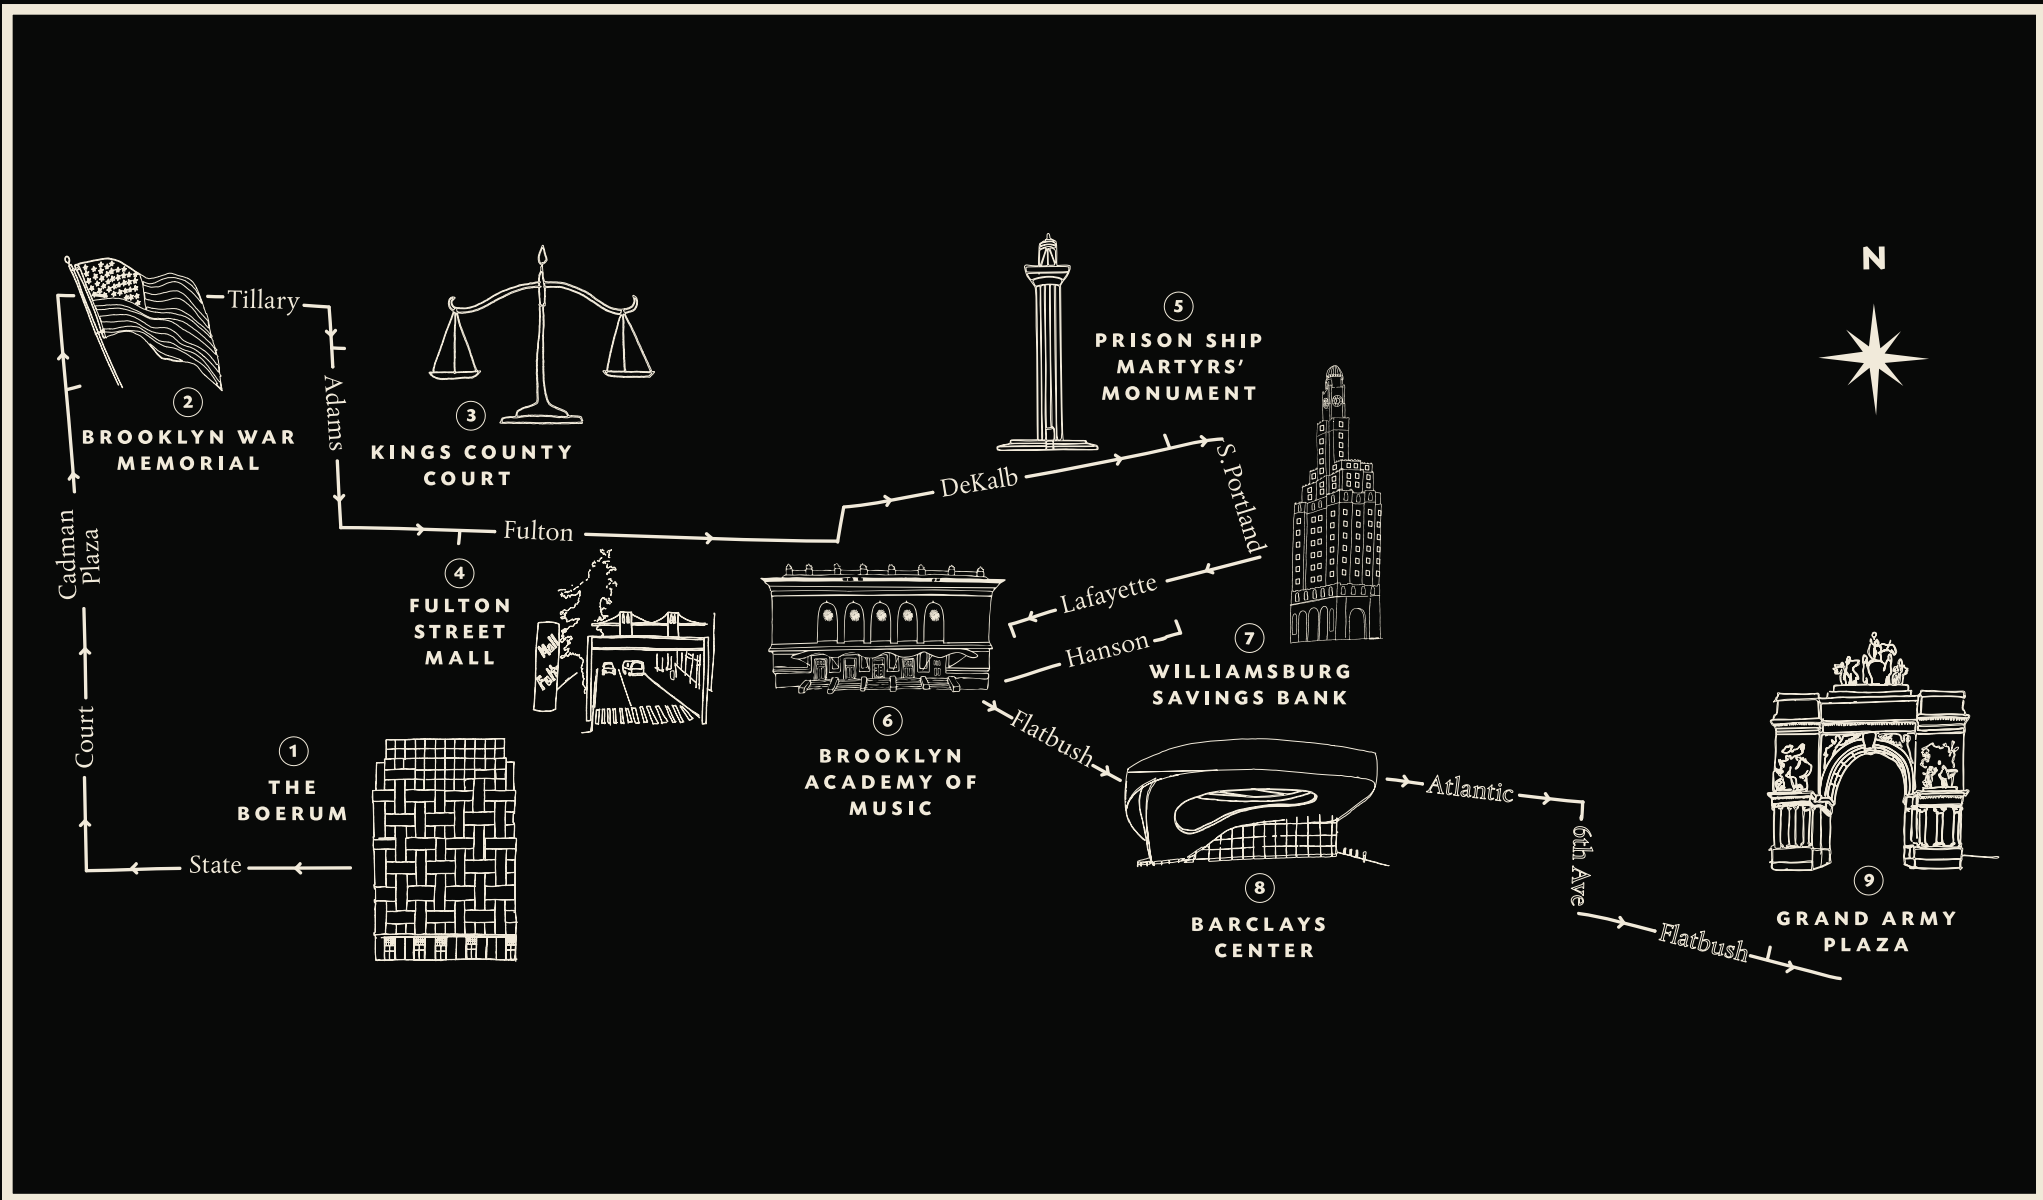 N
5
PRISON SHIP
MARTYRS’
MONUMENT
Tillary
Adams
2
BROOKLYN WAR
MEMORIAL
3
KINGS COUNTY
COURT
DeKalb
S. Portland
Fulton
Cadman
Plaza
4
FULTON
STREET
MALL
Mall
Fult
Lafayette
Hanson
7
WILLIAMSBURG
SAVINGS BANK
Court
6
BROOKLYN
ACADEMY OF
MUSIC
Flatbush
1
THE
BOERUM
State
Atlantic
6th Ave
8
BARCLAYS
CENTER
9
GRAND ARMY
PLAZA
Flatbush